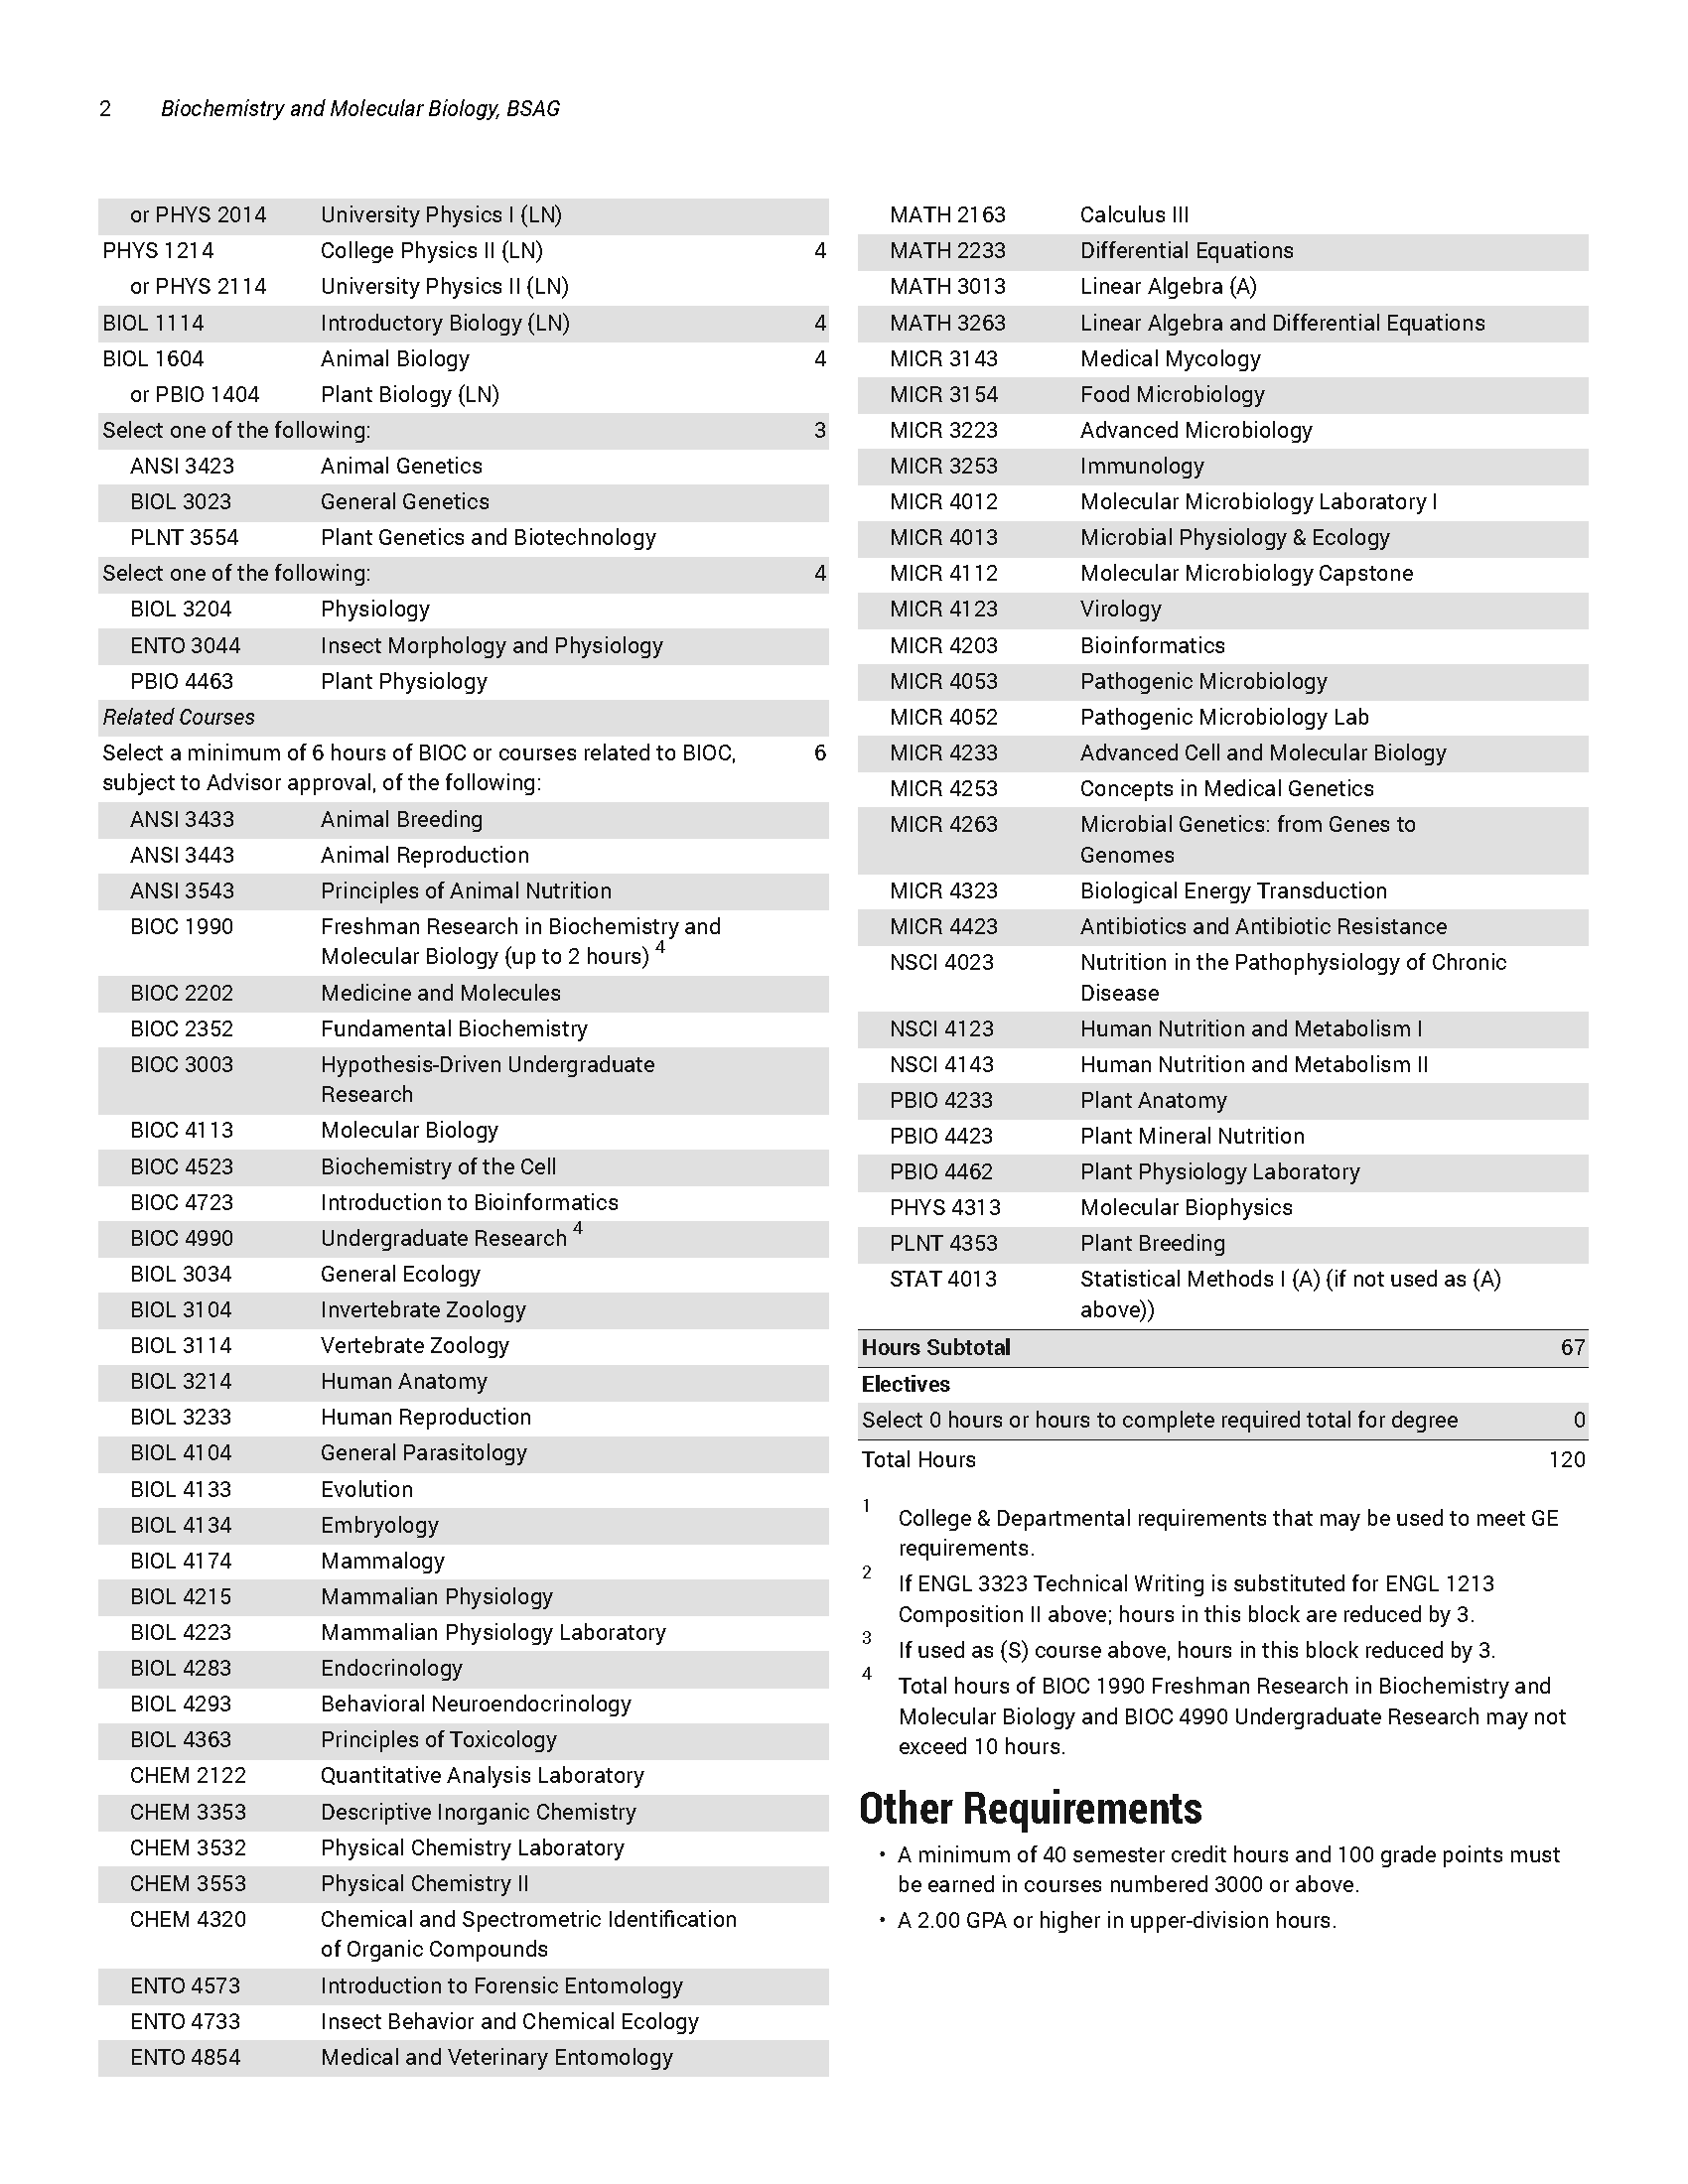 2 Biochemistry and Molecular Biology, BSAG
or PHYS 2014 University Physics I (LN)
PHYS 1214 College Physics II (LN) 4
or PHYS 2114 University Physics II (LN)
BIOL 1114 Introductory Biology (LN) 4
BIOL 1604 Animal Biology 4
or PBIO 1404 Plant Biology (LN)
Select one of the following: 3
ANSI 3423 Animal Genetics
BIOL 3023 General Genetics
PLNT 3554 Plant Genetics and Biotechnology
Select one of the following: 4
BIOL 3204 Physiology
ENTO 3044 Insect Morphology and Physiology
PBIO 4463 Plant Physiology
Related Courses
Select a minimum of 6 hours of BIOC or courses related to BIOC, 6
subject to Advisor approval, of the following:
ANSI 3433 Animal Breeding
ANSI 3443 Animal Reproduction
ANSI 3543 Principles of Animal Nutrition
BIOC 1990 Freshman Research in Biochemistry and
Molecular Biology (up to 2 hours) 4
BIOC 2202 Medicine and Molecules
BIOC 2352 Fundamental Biochemistry
BIOC 3003 Hypothesis-Driven Undergraduate
Research
BIOC 4113 Molecular Biology
BIOC 4523 Biochemistry of the Cell
BIOC 4723 Introduction to Bioinformatics
BIOC 4990 Undergraduate Research 4
BIOL 3034 General Ecology
BIOL 3104 Invertebrate Zoology
BIOL 3114 Vertebrate Zoology
BIOL 3214 Human Anatomy
BIOL 3233 Human Reproduction
BIOL 4104 General Parasitology
BIOL 4133 Evolution
BIOL 4134 Embryology
BIOL 4174 Mammalogy
BIOL 4215 Mammalian Physiology
BIOL 4223 Mammalian Physiology Laboratory
BIOL 4283 Endocrinology
BIOL 4293 Behavioral Neuroendocrinology
BIOL 4363 Principles of Toxicology
CHEM 2122 Quantitative Analysis Laboratory
CHEM 3353 Descriptive Inorganic Chemistry
CHEM 3532 Physical Chemistry Laboratory
CHEM 3553 Physical Chemistry II
CHEM 4320 Chemical and Spectrometric Identification
of Organic Compounds
ENTO 4573 Introduction to Forensic Entomology
ENTO 4733 Insect Behavior and Chemical Ecology
ENTO 4854 Medical and Veterinary Entomology
MATH 2163 Calculus III
MATH 2233 Differential Equations
MATH 3013 Linear Algebra (A)
MATH 3263 Linear Algebra and Differential Equations
MICR 3143 Medical Mycology
MICR 3154 Food Microbiology
MICR 3223 Advanced Microbiology
MICR 3253 Immunology
MICR 4012 Molecular Microbiology Laboratory I
MICR 4013 Microbial Physiology & Ecology
MICR 4112 Molecular Microbiology Capstone
MICR 4123 Virology
MICR 4203 Bioinformatics
MICR 4053 Pathogenic Microbiology
MICR 4052 Pathogenic Microbiology Lab
MICR 4233 Advanced Cell and Molecular Biology
MICR 4253 Concepts in Medical Genetics
MICR 4263 Microbial Genetics: from Genes to
Genomes
MICR 4323 Biological Energy Transduction
MICR 4423 Antibiotics and Antibiotic Resistance
NSCI 4023 Nutrition in the Pathophysiology of Chronic
Disease
NSCI 4123 Human Nutrition and Metabolism I
NSCI 4143 Human Nutrition and Metabolism II
PBIO 4233 Plant Anatomy
PBIO 4423 Plant Mineral Nutrition
PBIO 4462 Plant Physiology Laboratory
PHYS 4313 Molecular Biophysics
PLNT 4353 Plant Breeding
STAT 4013 Statistical Methods I (A) (if not used as (A)
above))
Hours Subtotal 67
Electives
Select 0 hours or hours to complete required total for degree 0
Total Hours 120
1 College & Departmental requirements that may be used to meet GE
requirements.
2 If ENGL 3323 Technical Writing is substituted for ENGL 1213
Composition II above; hours in this block are reduced by 3.
3 If used as (S) course above, hours in this block reduced by 3.
4 Total hours of BIOC 1990 Freshman Research in Biochemistry and
Molecular Biology and BIOC 4990 Undergraduate Research may not
exceed 10 hours.
Other Requirements
• A minimum of 40 semester credit hours and 100 grade points must
be earned in courses numbered 3000 or above.
• A 2.00 GPA or higher in upper-division hours.